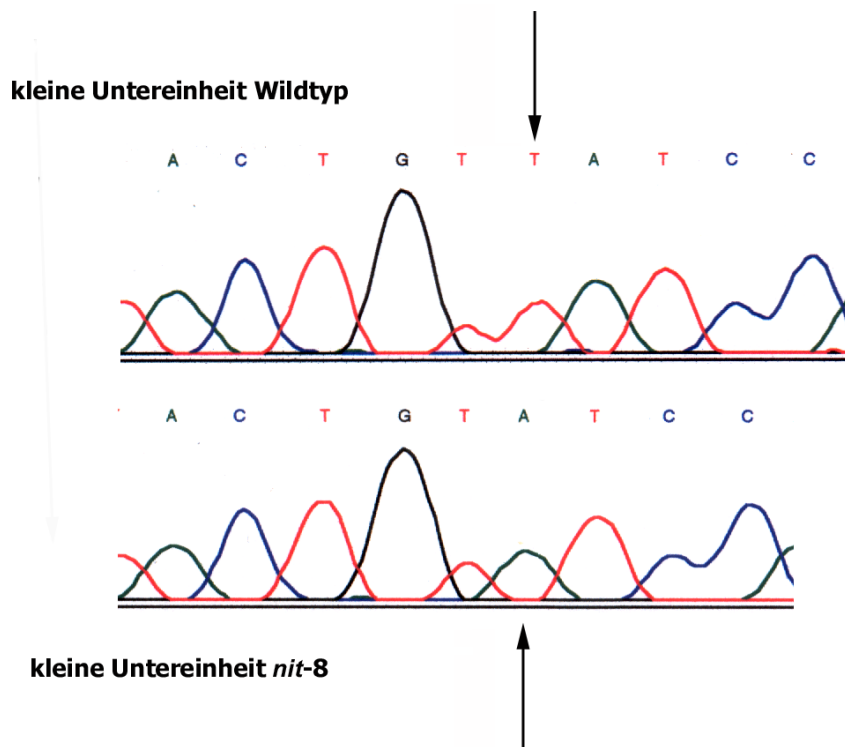 kleine Untereinheit Wildtyp
A C T G T T A T C C
A C T G T A T C C
kleine Untereinheit nit-8